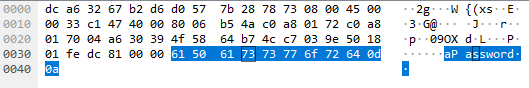 0000 dc a6 32 67 b2 d6 d0 57 7b 28 78 73 08 00 45 00 ··2g···W {(xs··E·
0010 00 33 c1 47 40 00 80 06 b5 4a c0 a8 01 72 c0 a8 ·3·G@··· ·J···r··
0020 01 70 04 a6 30 39 4f 58 64 b7 4c c7 03 9e 50 18 ·p··09OX d·L···P·
0030 01 fe dc 81 00 00 61 50 61 73 73 77 6f 72 64 0d ······aP assword·
0040 0a ·